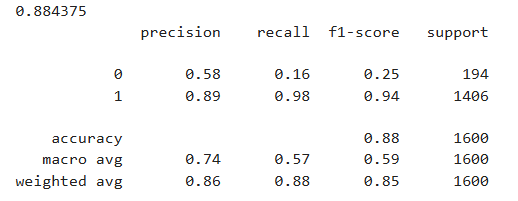 0.884375
precision recall f1-score support
0 0.58 0.16 0.25 194
1 0.89 0.98 0.94 1406
accuracy 0.88 1600
macro avg 0.74 0.57 0.59 1600
weighted avg 0.86 0.88 0.85 1600